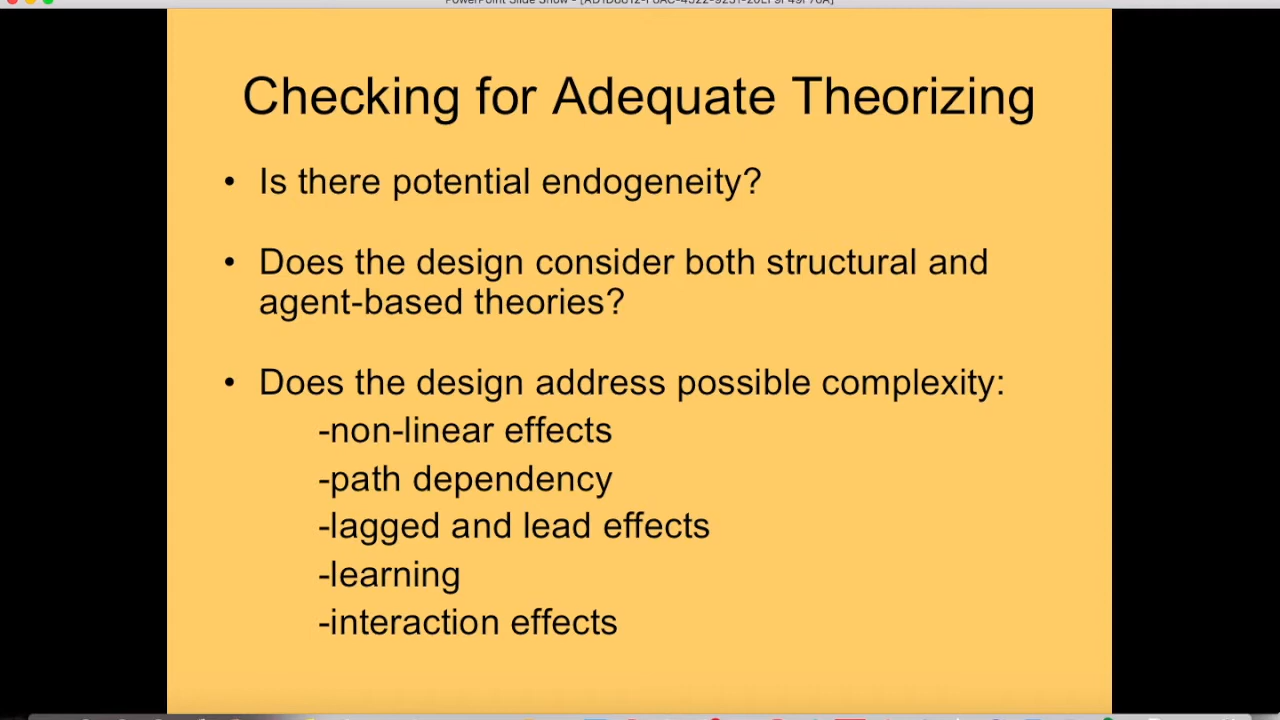 Checking for Adequate Theorizing
• Is there potential endogeneity?
• Does the design consider both structural and
agent-based theories?
• Does the design address possible complexity:
-non-linear effects
-path dependency
-lagged and lead effects
-learning
-interaction effects